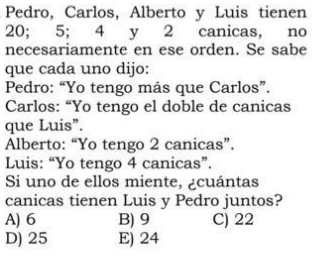 Pedro, Carlos, Alberto y Luis tienen
20; 5; 4 y 2 canicas, no
necesariamente en ese orden. Se sabe
que cada uno dijo:
Pedro: “Yo tengo más que Carlos”.
Carlos: “Yo tengo el doble de canicas
que Luis”.
Alberto: “Yo tengo 2 canicas”.
Luis: “Yo tengo 4 canicas”.
Si uno de ellos miente, ¿cuántas
canicas tienen Luis y Pedro juntos?
A) 6 B) 9 C) 22
D) 25 E) 24